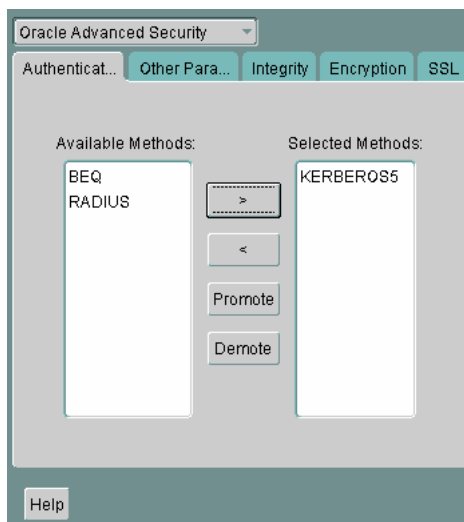 Oracle Advanced Security
Authenticat... Other Para... Integrity Encryption SSL
Available Methods: Selected Methods:
BEQ
RADIUS
KERBEROS5
>
<
Promote
Demote
Help